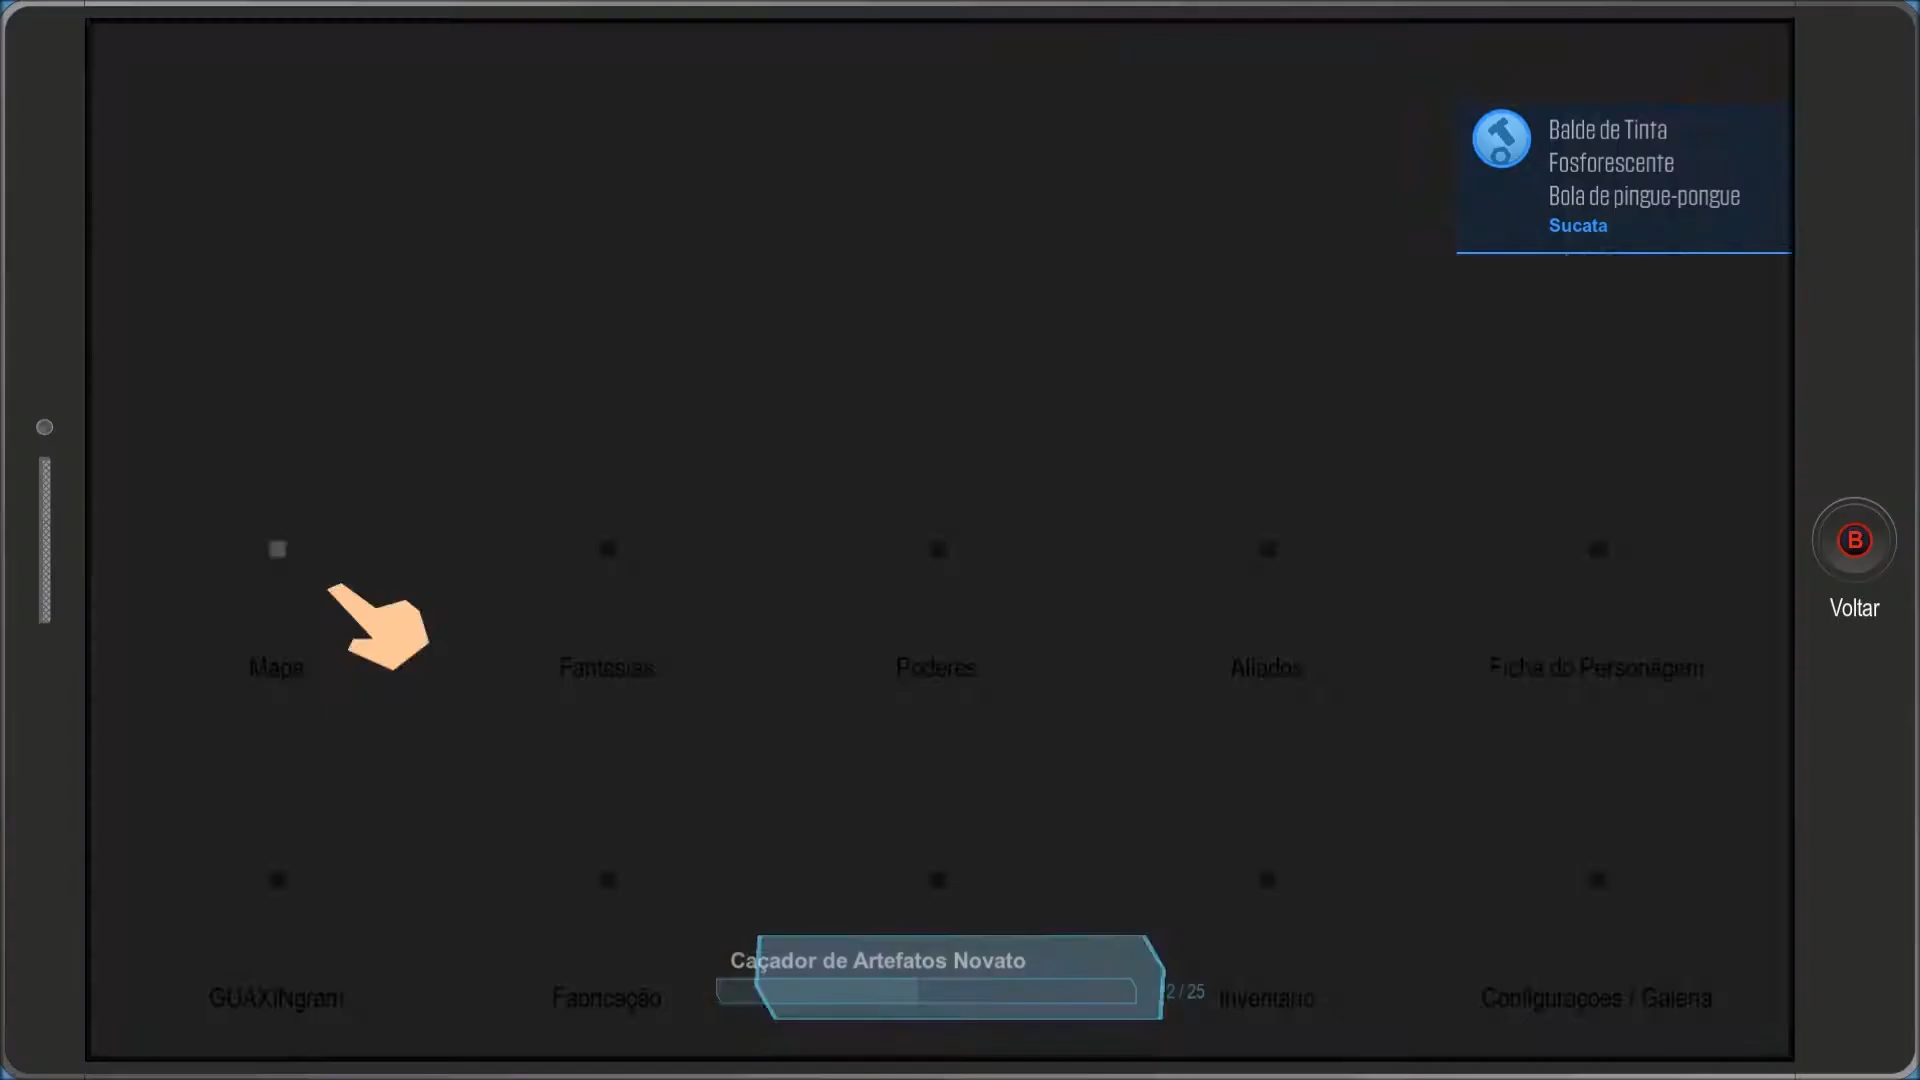 Balde de Tinta
Fosforescente
Bola de pingue-pongue
Sucata
B
Voltar
Mapa
Fantasias
Poderes
Aliados
Ficha do Personagem
GUAXINgram
Fabricação
Caçador de Artefatos Novato
2 / 25
Inventário
Configurações / Galeria